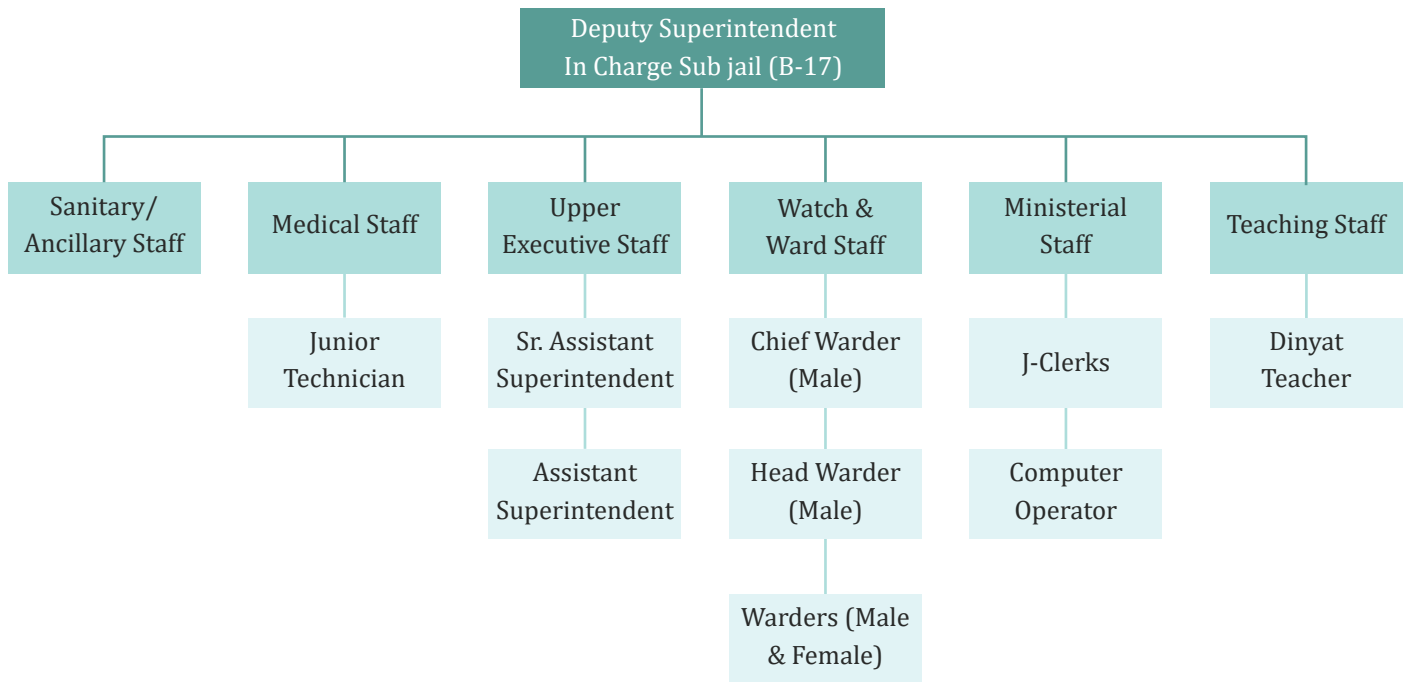 Deputy Superintendent
In Charge Sub jail (B-17)
Sanitary/
Ancillary Staff
Medical Staff
Upper
Executive Staff
Watch &
Ward Staff
Ministerial
Staff
Teaching Staff
Junior
Technician
Sr. Assistant
Superintendent
Chief Warder
(Male)
J-Clerks
Dinyat
Teacher
Assistant
Superintendent
Head Warder
(Male)
Computer
Operator
Warders (Male
& Female)